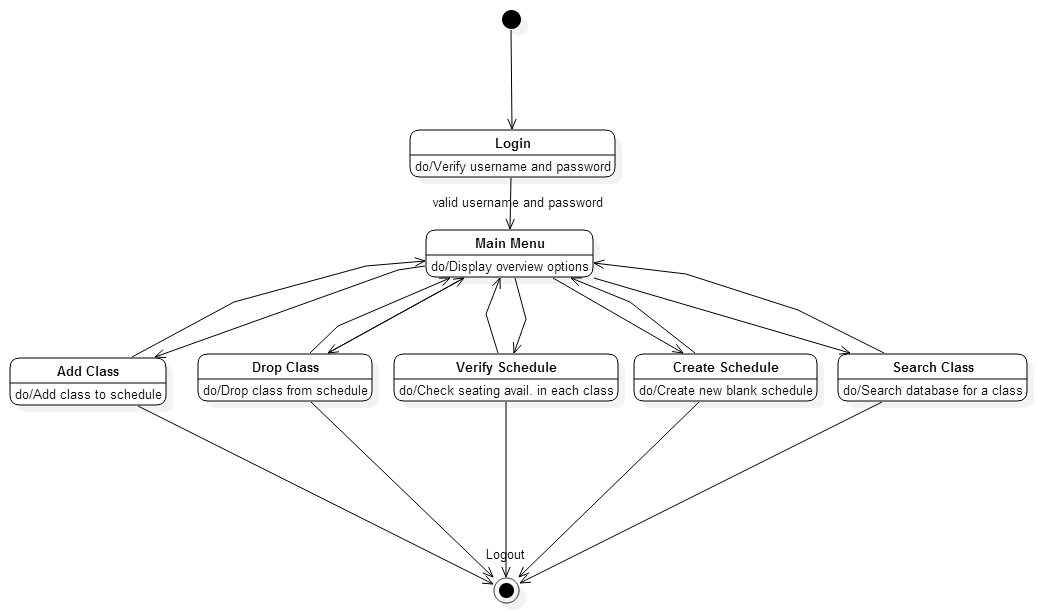 Login
do/Verify username and password
valid username and password
Main Menu
do/Display overview options
Add Class
do/Add class to schedule
Drop Class
do/Drop class from schedule
Verify Schedule
do/Check seating avail. in each class
Create Schedule
do/Create new blank schedule
Search Class
do/Search database for a class
Logout